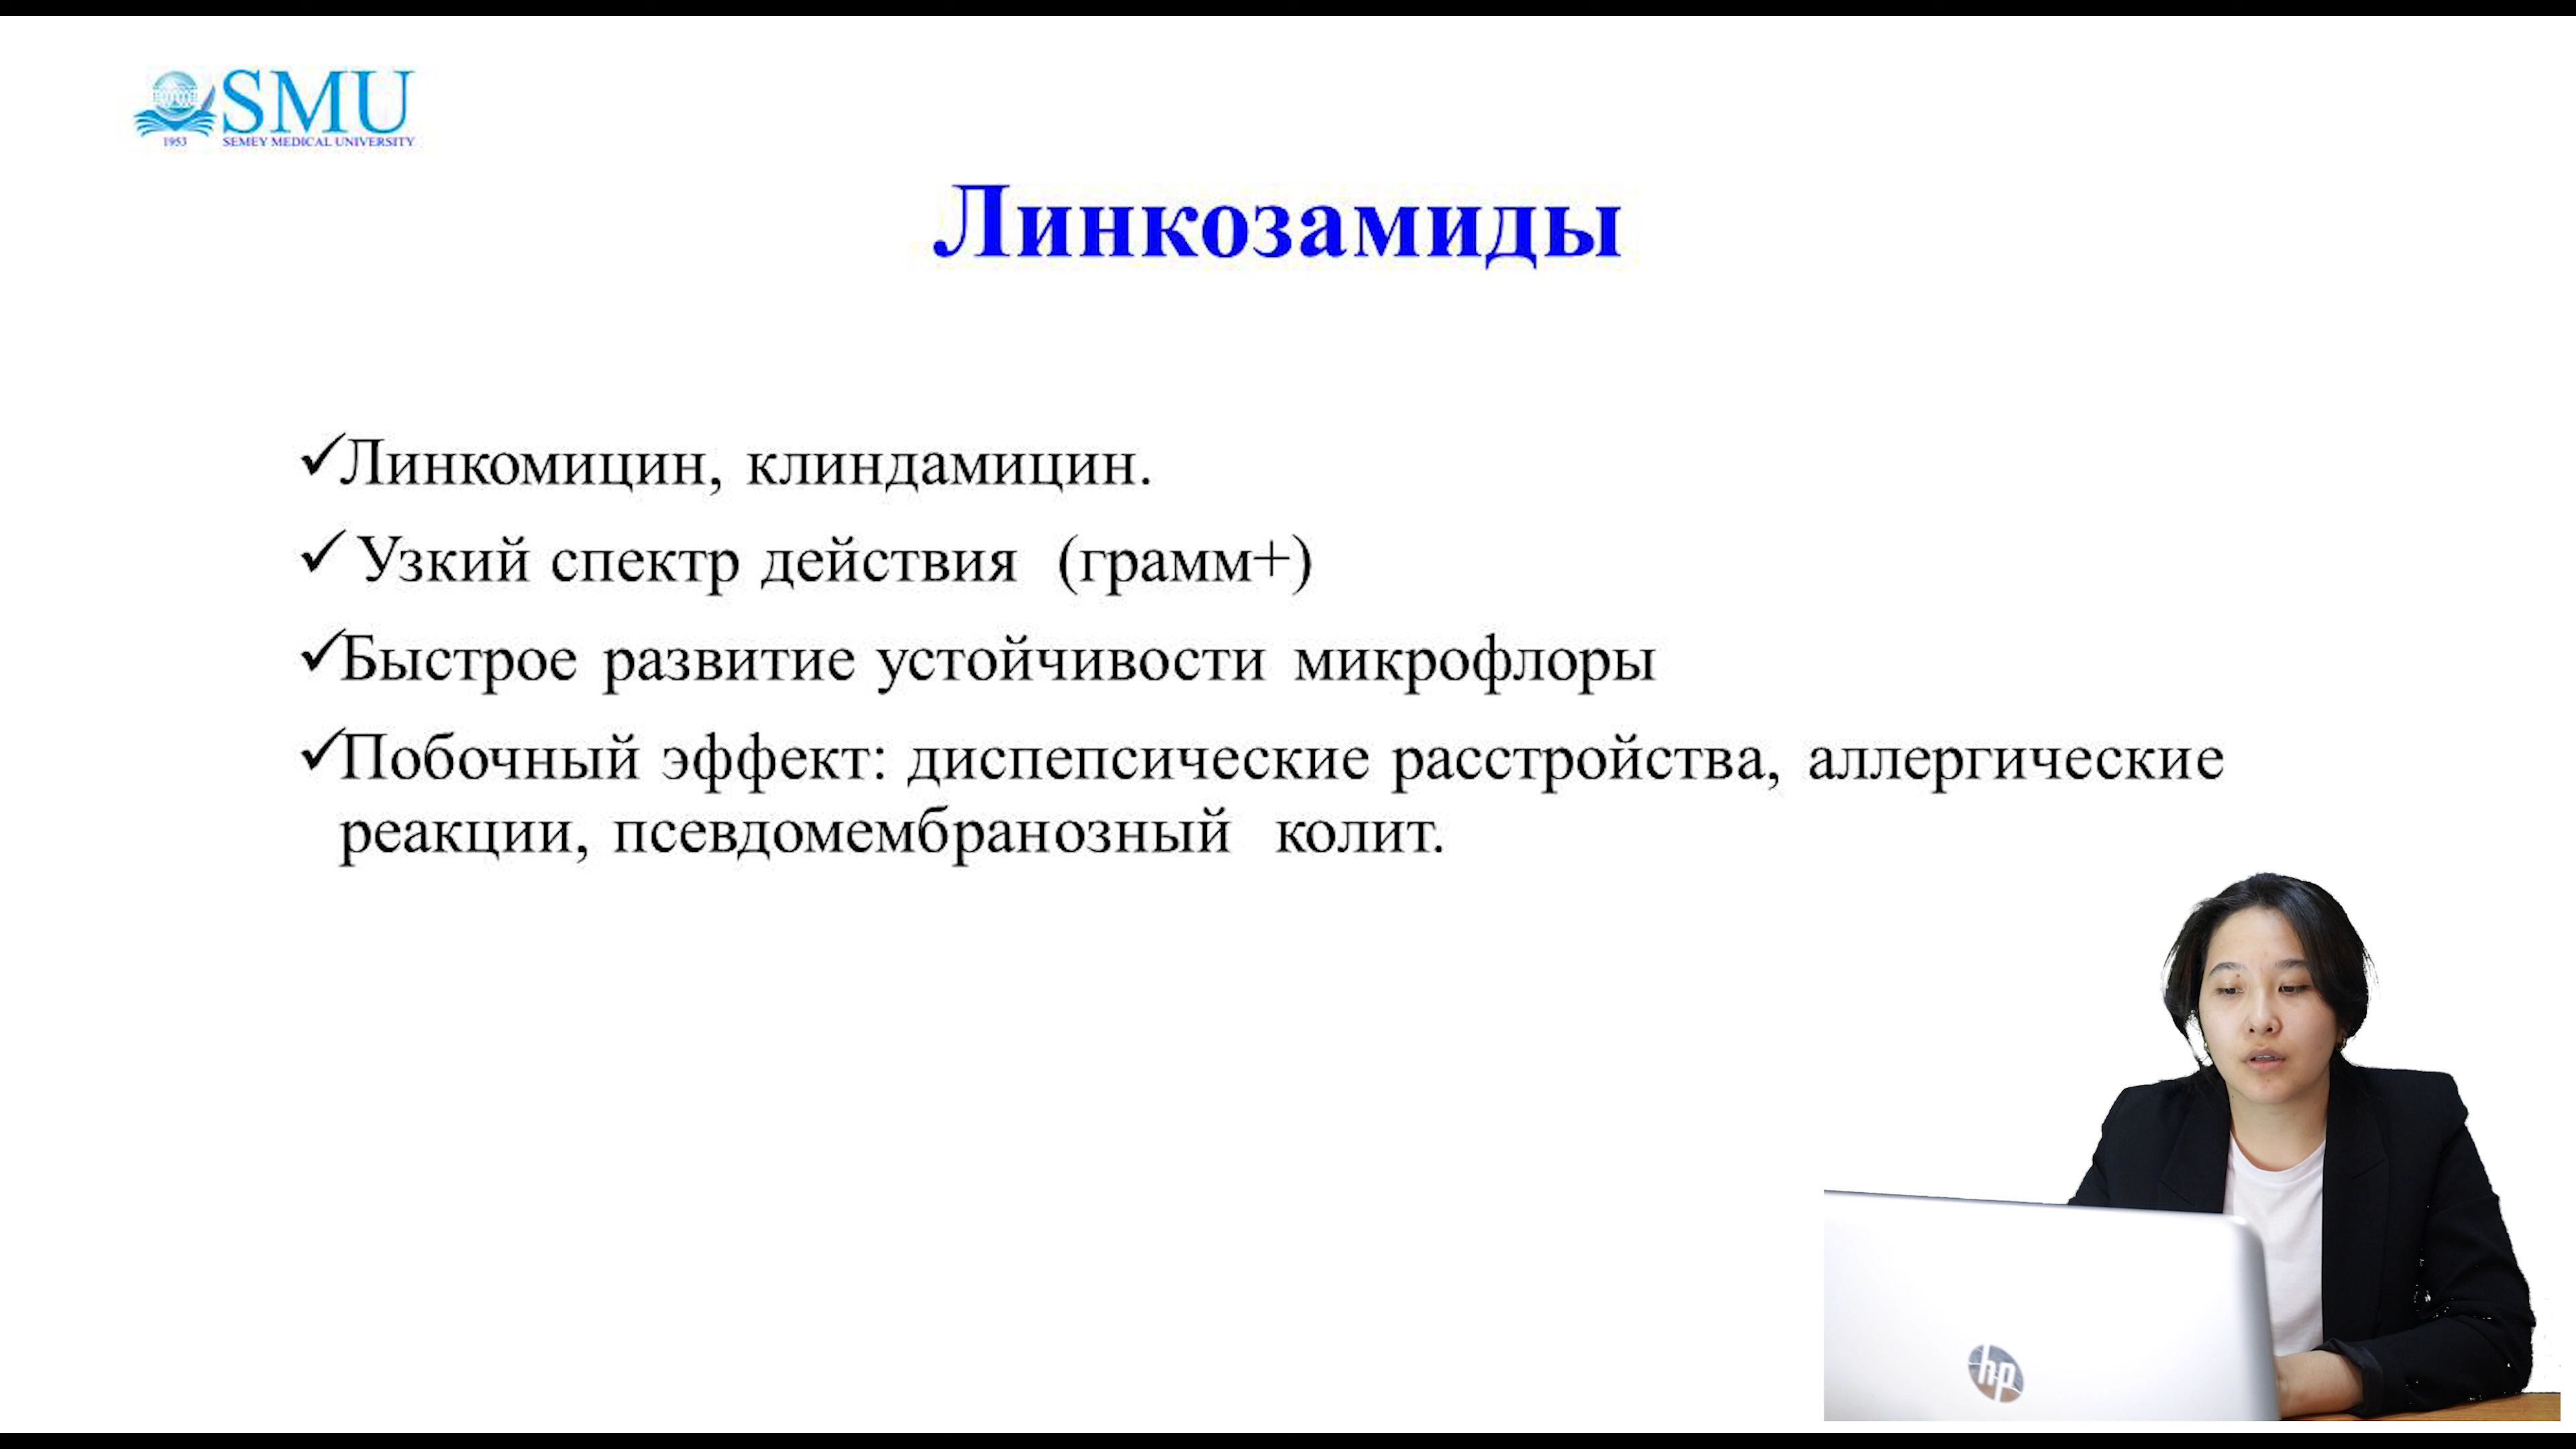 SMU
1953 SEMEY MEDICAL UNIVERSITY
Линкозамиды
✓Линкомицин, клиндамицин.
✓ Узкий спектр действия (грамм+)
✓Быстрое развитие устойчивости микрофлоры
✓Побочный эффект: диспепсические расстройства, аллергические
реакции, псевдомембранозный колит.
hp